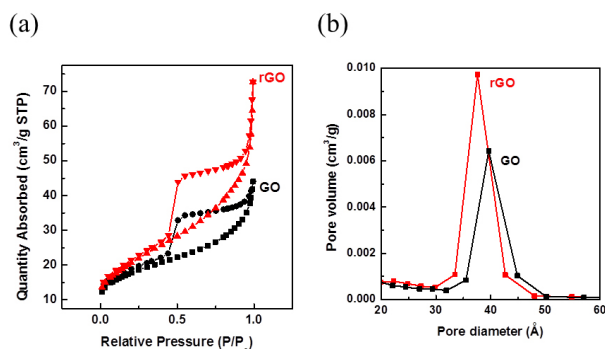 (a)
(b)
Quantity Absorbed (cm³/g STP)
70
60
50
40
30
20
10
rGO
GO
0.0
0.5
1.0
Relative Pressure (P/P₀)
Pore volume (cm³/g)
0.010
0.008
0.006
0.004
0.002
0.000
rGO
GO
20
30
40
50
60
Pore diameter (Å)